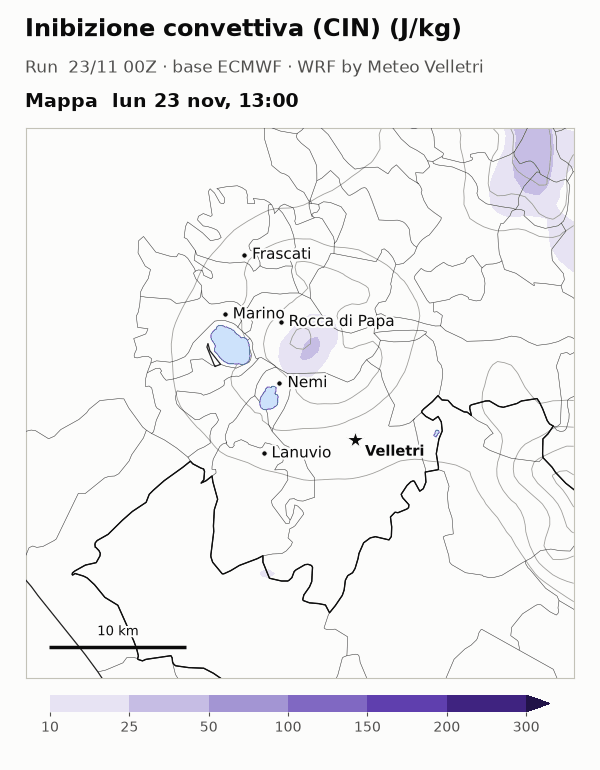 Inibizione convettiva (CIN) (J/kg)
Run  23/11 00Z · base ECMWF · WRF by Meteo Velletri
Mappa  lun 23 nov, 13:00
Frascati
Marino
Rocca di Papa
Nemi
Velletri
Lanuvio
10 km
10 25 50 100 150 200 300